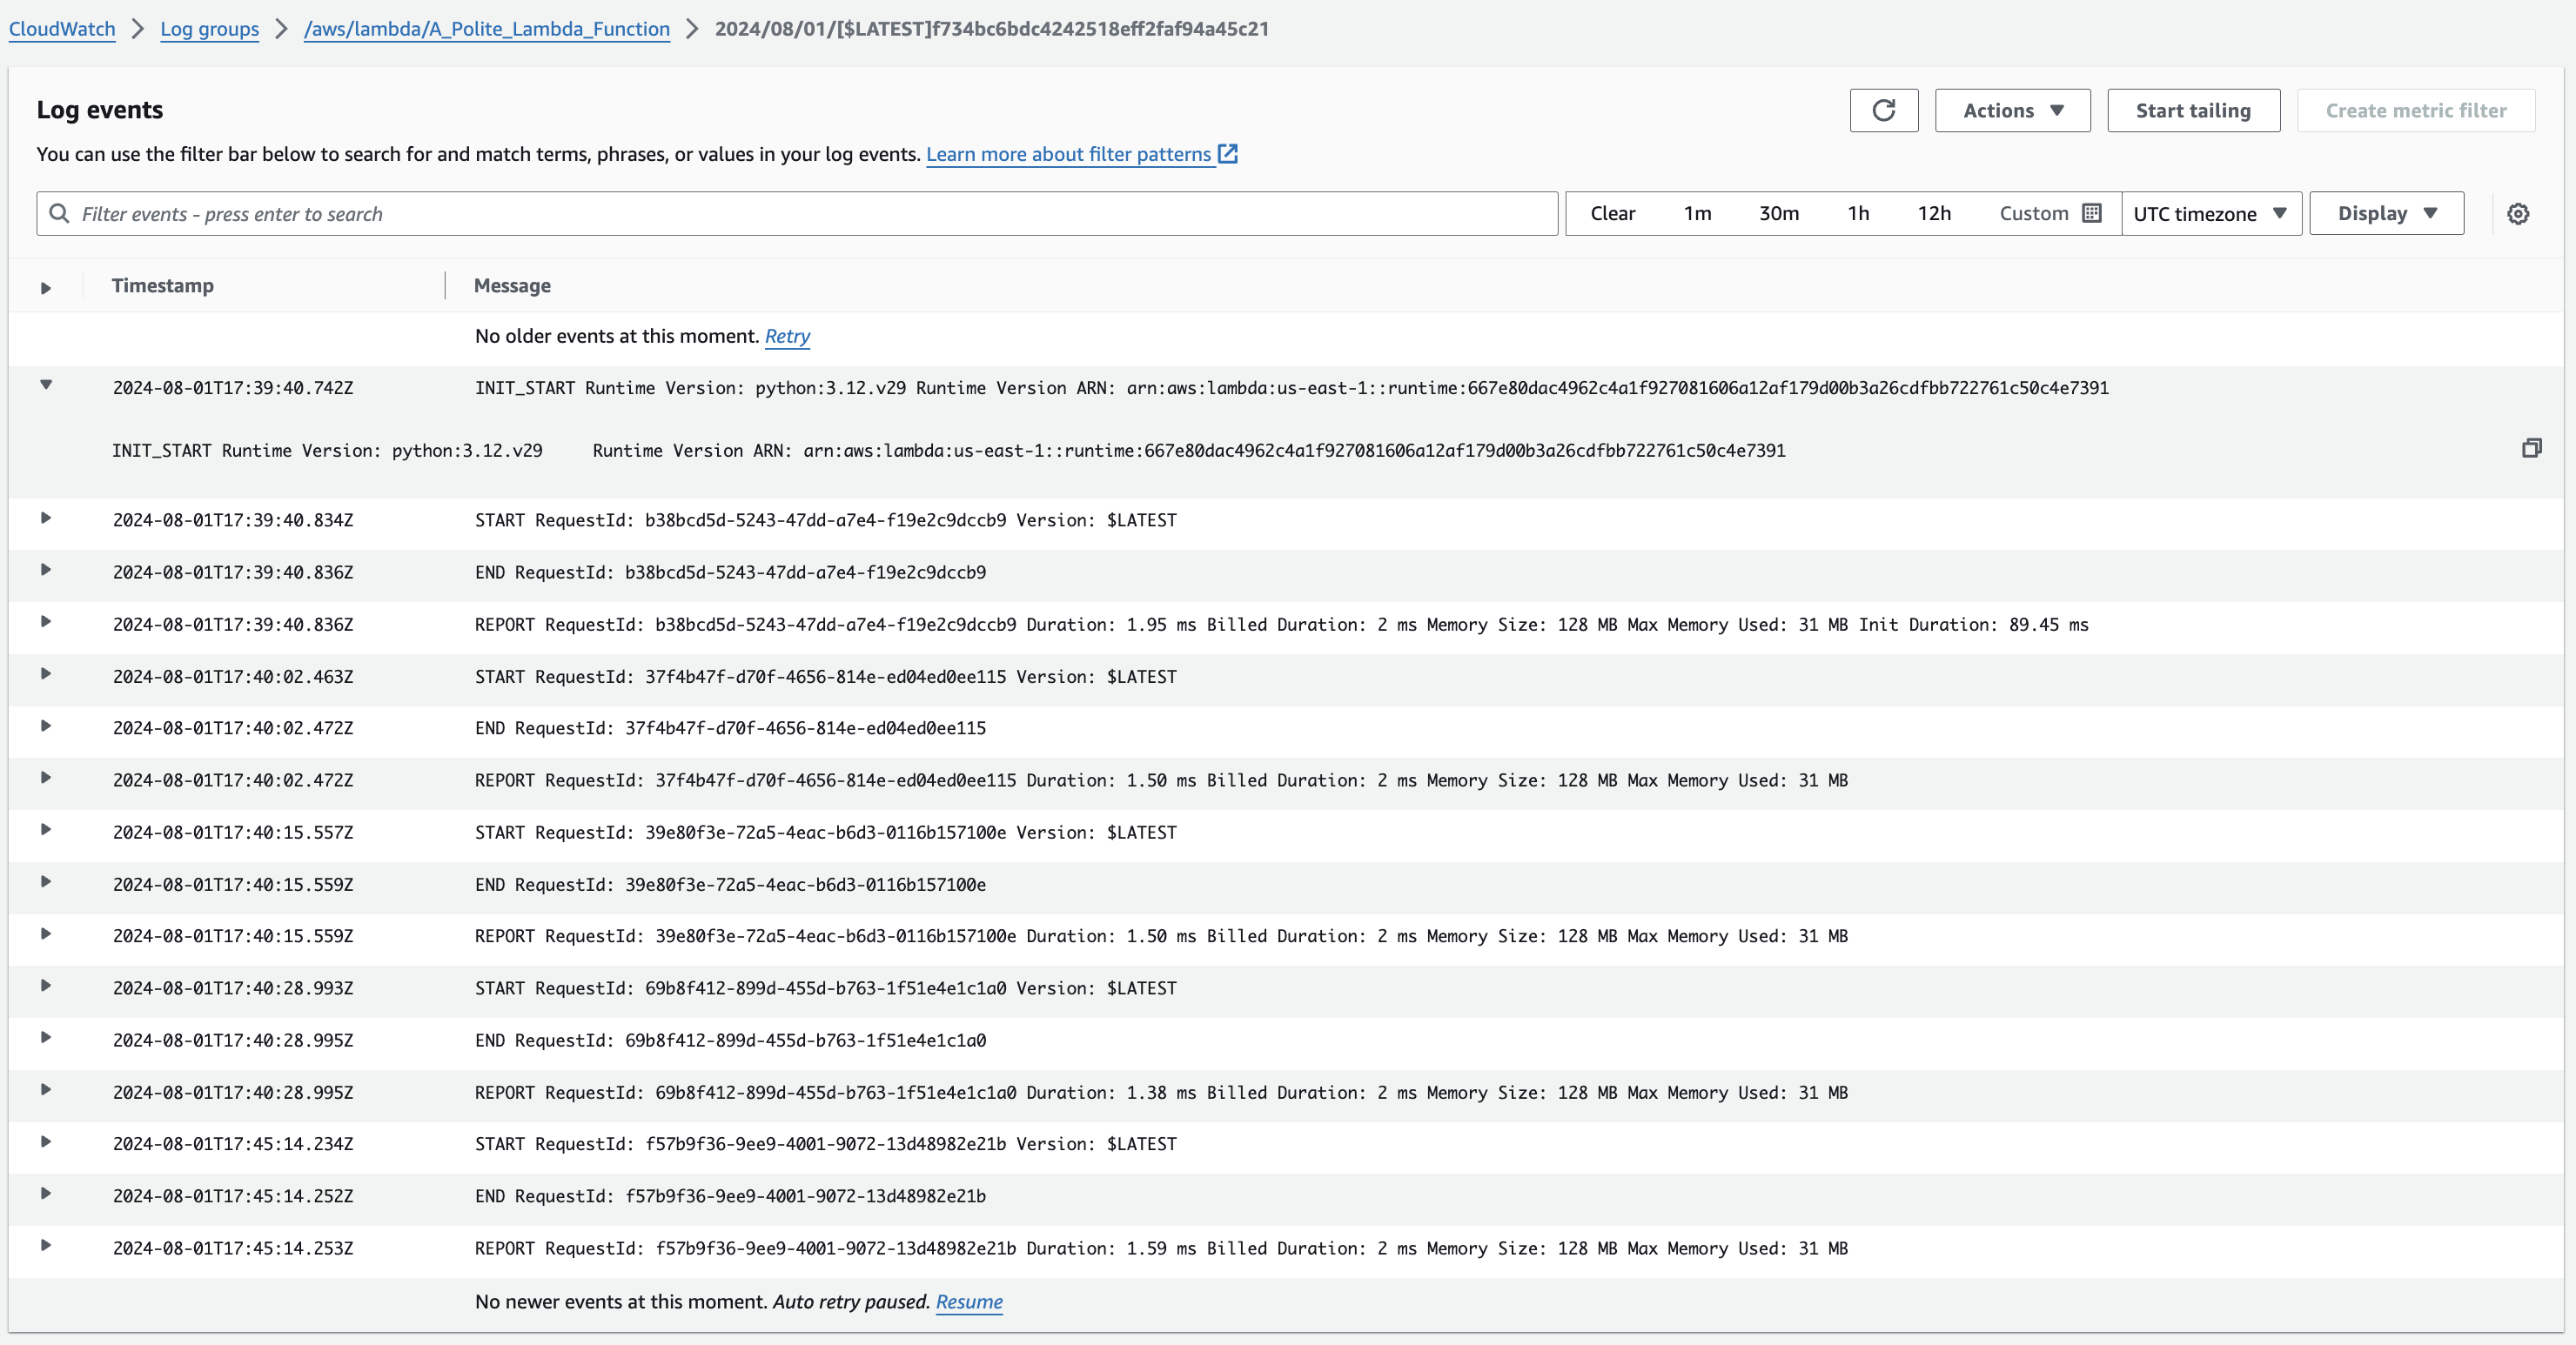 CloudWatch > Log groups > /aws/lambda/A_Polite_Lambda_Function > 2024/08/01/[$LATEST]f734bc6bdc4242518eff2faf94a45c21
Log events
Actions
Start tailing
Create metric filter
You can use the filter bar below to search for and match terms, phrases, or values in your log events. Learn more about filter patterns
Filter events - press enter to search
Clear 1m 30m 1h 12h Custom UTC timezone Display
Timestamp Message
No older events at this moment. Retry
2024-08-01T17:39:40.742Z INIT_START Runtime Version: python:3.12.v29 Runtime Version ARN: arn:aws:lambda:us-east-1::runtime:667e80dac4962c4a1f927081606a12af179d00b3a26cdfbb722761c50c4e7391
INIT_START Runtime Version: python:3.12.v29 Runtime Version ARN: arn:aws:lambda:us-east-1::runtime:667e80dac4962c4a1f927081606a12af179d00b3a26cdfbb722761c50c4e7391
2024-08-01T17:39:40.834Z START RequestId: b38bcd5d-5243-47dd-a7e4-f19e2c9dccb9 Version: $LATEST
2024-08-01T17:39:40.836Z END RequestId: b38bcd5d-5243-47dd-a7e4-f19e2c9dccb9
2024-08-01T17:39:40.836Z REPORT RequestId: b38bcd5d-5243-47dd-a7e4-f19e2c9dccb9 Duration: 1.95 ms Billed Duration: 2 ms Memory Size: 128 MB Max Memory Used: 31 MB Init Duration: 89.45 ms
2024-08-01T17:40:02.463Z START RequestId: 37f4b47f-d70f-4656-814e-ed04ed0ee115 Version: $LATEST
2024-08-01T17:40:02.472Z END RequestId: 37f4b47f-d70f-4656-814e-ed04ed0ee115
2024-08-01T17:40:02.472Z REPORT RequestId: 37f4b47f-d70f-4656-814e-ed04ed0ee115 Duration: 1.50 ms Billed Duration: 2 ms Memory Size: 128 MB Max Memory Used: 31 MB
2024-08-01T17:40:15.557Z START RequestId: 39e80f3e-72a5-4eac-b6d3-0116b157100e Version: $LATEST
2024-08-01T17:40:15.559Z END RequestId: 39e80f3e-72a5-4eac-b6d3-0116b157100e
2024-08-01T17:40:15.559Z REPORT RequestId: 39e80f3e-72a5-4eac-b6d3-0116b157100e Duration: 1.50 ms Billed Duration: 2 ms Memory Size: 128 MB Max Memory Used: 31 MB
2024-08-01T17:40:28.993Z START RequestId: 69b8f412-899d-455d-b763-1f51e4e1c1a0 Version: $LATEST
2024-08-01T17:40:28.995Z END RequestId: 69b8f412-899d-455d-b763-1f51e4e1c1a0
2024-08-01T17:40:28.995Z REPORT RequestId: 69b8f412-899d-455d-b763-1f51e4e1c1a0 Duration: 1.38 ms Billed Duration: 2 ms Memory Size: 128 MB Max Memory Used: 31 MB
2024-08-01T17:45:14.234Z START RequestId: f57b9f36-9ee9-4001-9072-13d48982e21b Version: $LATEST
2024-08-01T17:45:14.252Z END RequestId: f57b9f36-9ee9-4001-9072-13d48982e21b
2024-08-01T17:45:14.253Z REPORT RequestId: f57b9f36-9ee9-4001-9072-13d48982e21b Duration: 1.59 ms Billed Duration: 2 ms Memory Size: 128 MB Max Memory Used: 31 MB
No newer events at this moment. Auto retry paused. Resume